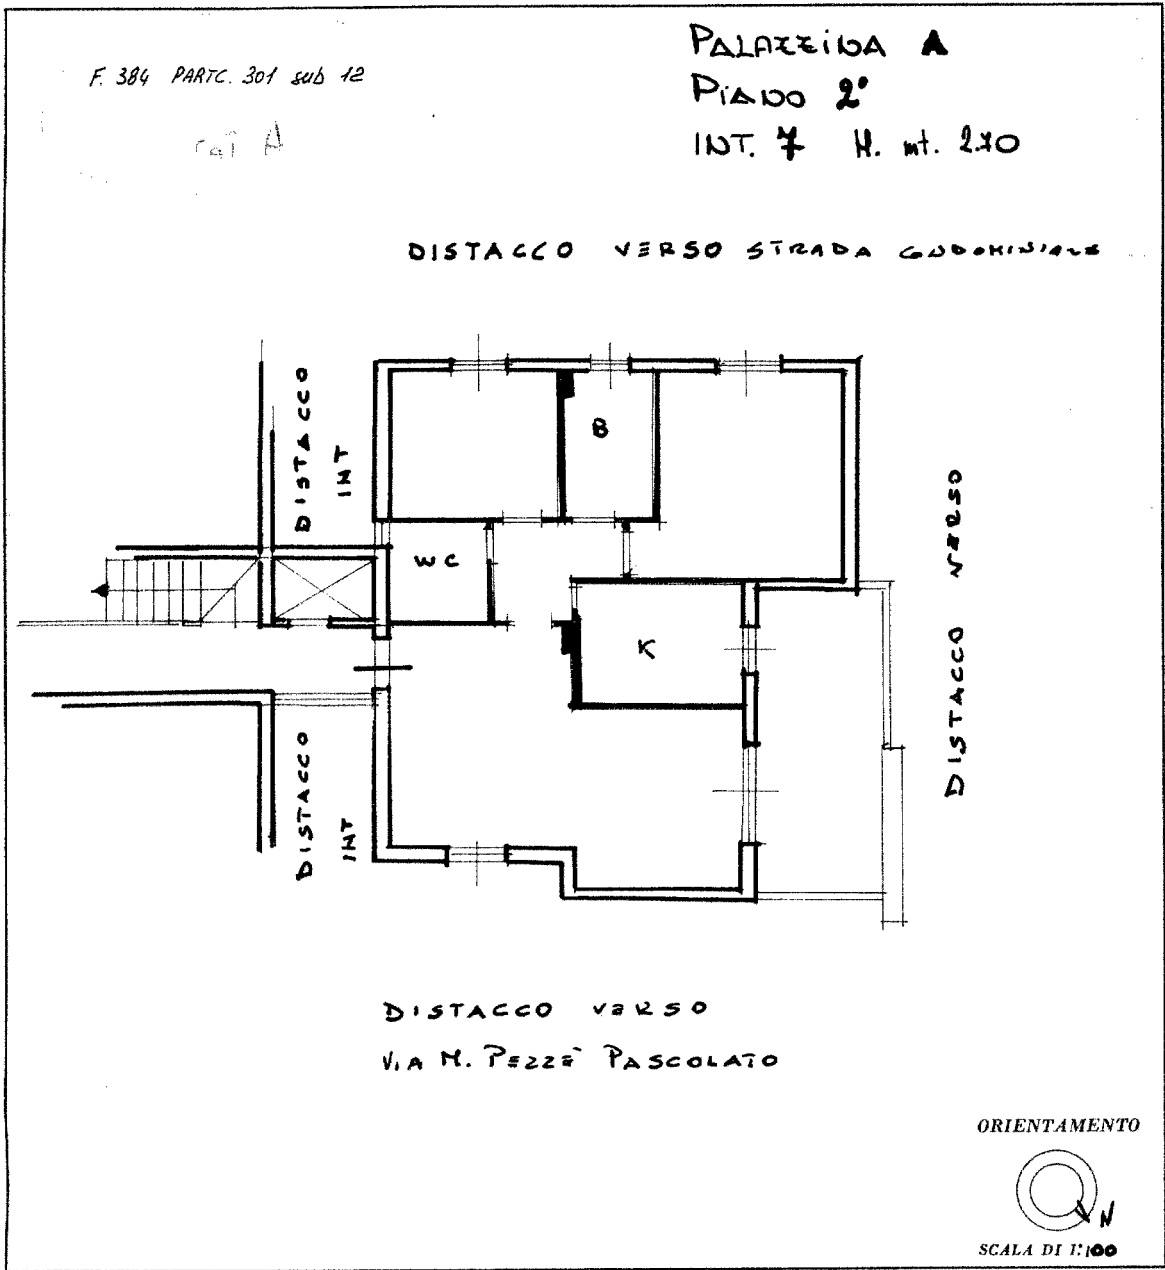 F. 384 PARTC. 301 sub 12
PALAZZINA A
PIANO 2°
INT. 7 H. mt. 2.70
DISTACCO VERSO STRADA CONDOMINIALE
DISTACCO
INT
B
WC
K
DISTACCO VERSO
DISTACCO
INT
DISTACCO VERSO
VIA M. PEZZÈ PASCOLATO
ORIENTAMENTO
N
SCALA DI 1:100